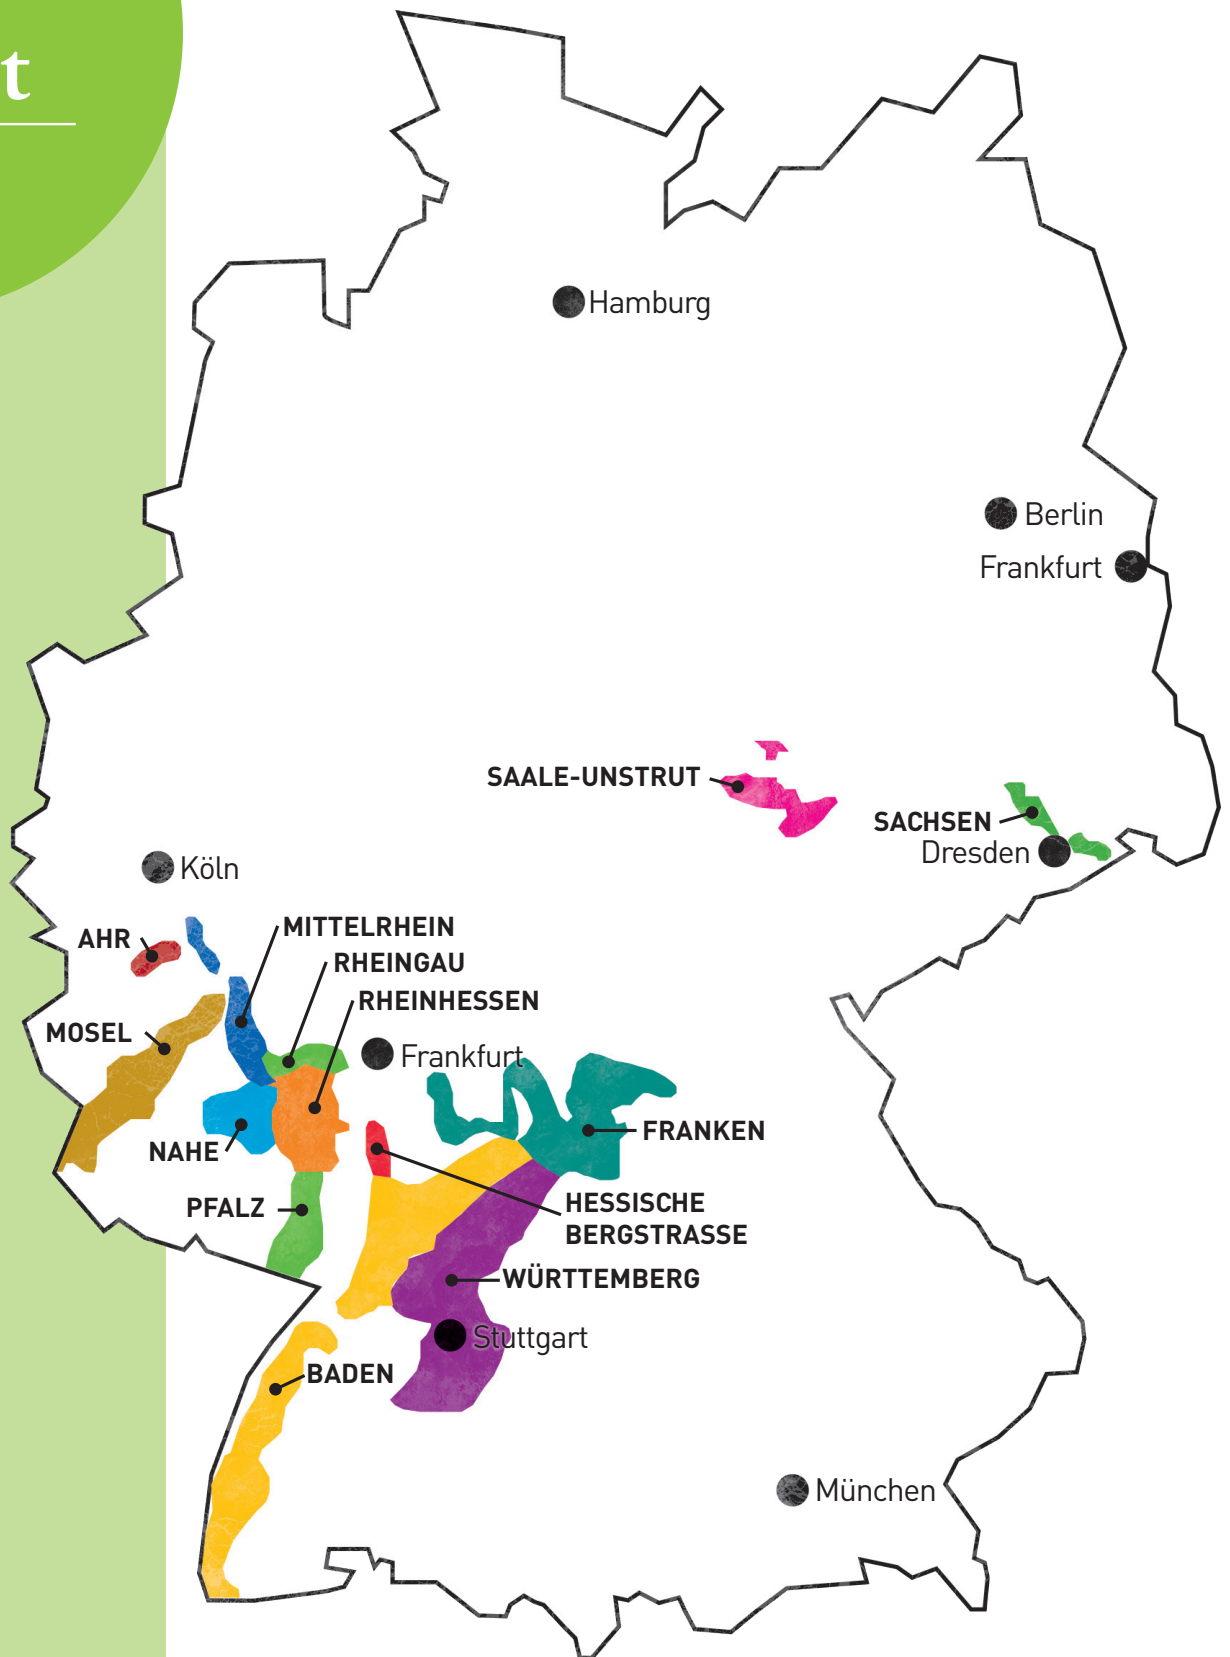 t
Hamburg
Berlin
Frankfurt
SAALE-UNSTRUT
SACHSEN
Dresden
Köln
AHR
MITTELRHEIN
RHEINGAU
RHEINHESSEN
MOSEL
Frankfurt
NAHE
FRANKEN
PFALZ
HESSISCHE
BERGSTRASSE
WÜRTTEMBERG
Stuttgart
BADEN
München